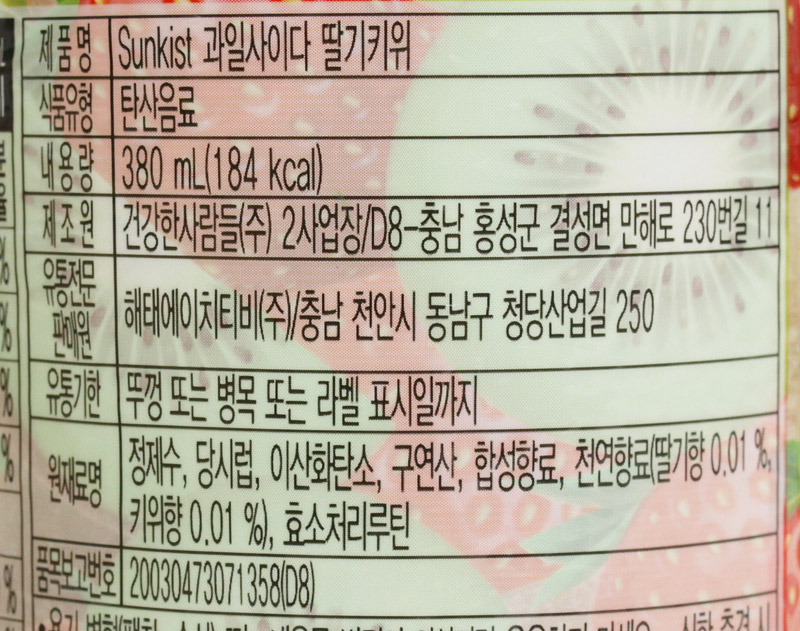 제품명 Sunkist 과일사이다 딸기키위
식품유형 탄산음료
내용량 380 mL(184 kcal)
제조원 건강한사람들(주) 2사업장/D8-충남 홍성군 결성면 만해로 230번길 11
유통전문
판매원 해태에이치티비(주)/충남 천안시 동남구 청당산업길 250
유통기한 뚜껑 또는 병목 또는 라벨 표시일까지
원재료명 정제수, 당시럽, 이산화탄소, 구연산, 합성향료, 천연향료(딸기향 0.01 %,
키위향 0.01 %), 효소처리루틴
품목보고번호 20030473071358(D8)
%
%
%
%
%